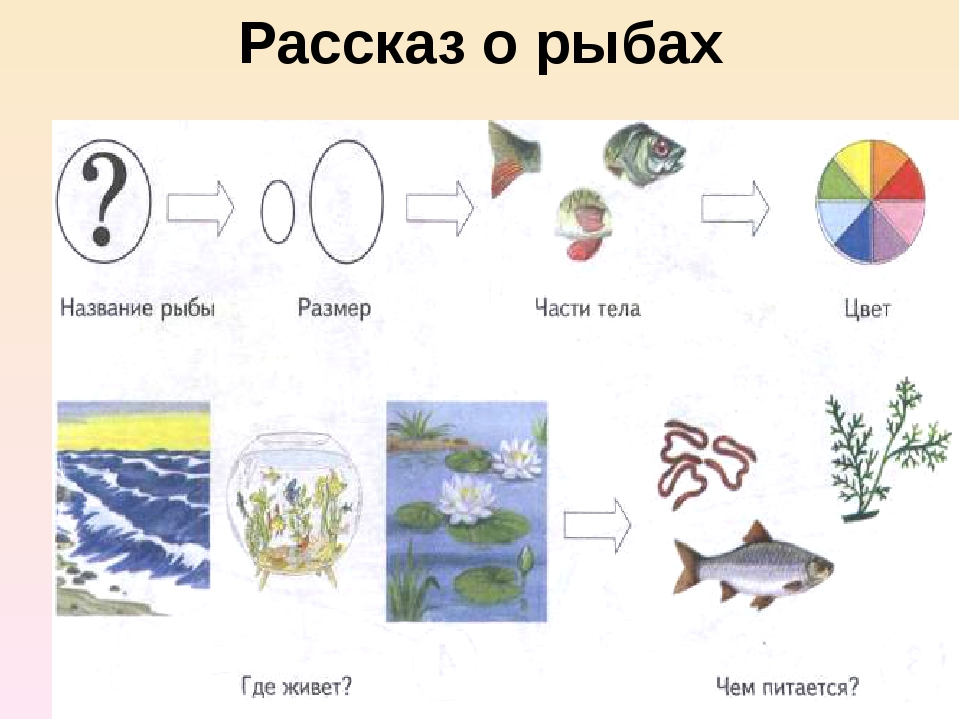 Рассказ о рыбах
?
Название рыбы
Размер
Части тела
Цвет
Где живет?
Чем питается?